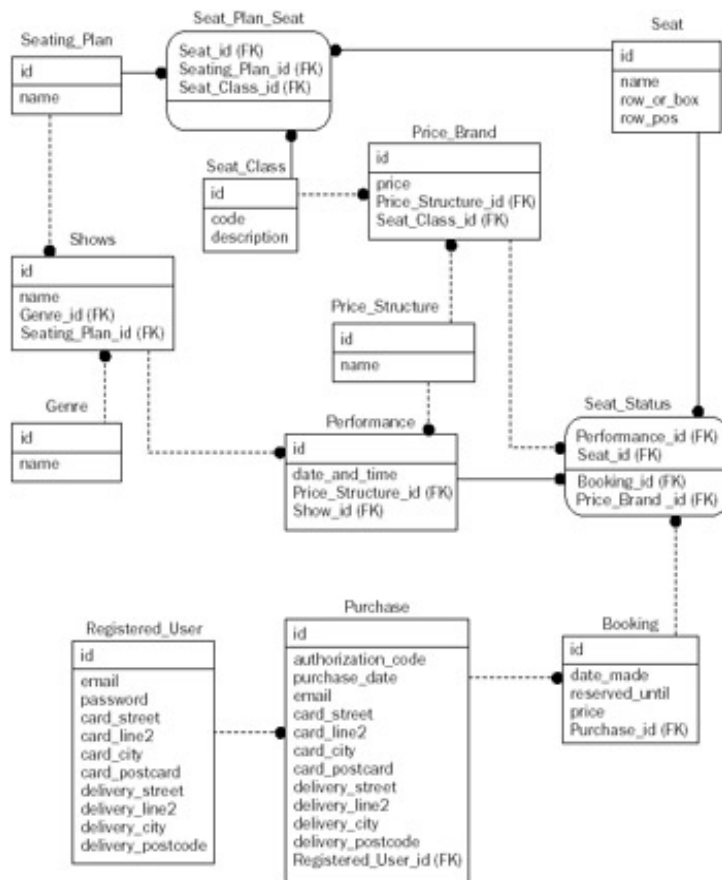 Seating_Plan
id
name
Seat_Plan_Seat
Seat_id (FK)
Seating_Plan_id (FK)
Seat_Class_id (FK)
Seat
id
name
row_or_box
row_pos
Seat_Class
id
code
description
Price_Brand
id
price
Price_Structure_id (FK)
Seat_Class_id (FK)
Shows
id
name
Genre_id (FK)
Seating_Plan_id (FK)
Price_Structure
id
name
Genre
id
name
Performance
id
date_and_time
Price_Structure_id (FK)
Show_id (FK)
Seat_Status
Performance_id (FK)
Seat_id (FK)
Booking_id (FK)
Price_Brand _id (FK)
Registered_User
id
email
password
card_street
card_line2
card_city
card_postcard
delivery_street
delivery_line2
delivery_city
delivery_postcode
Purchase
id
authorization_code
purchase_date
email
card_street
card_line2
card_city
card_postcard
delivery_street
delivery_line2
delivery_city
delivery_postcode
Registered_User_id (FK)
Booking
id
date_made
reserved_until
price
Purchase_id (FK)